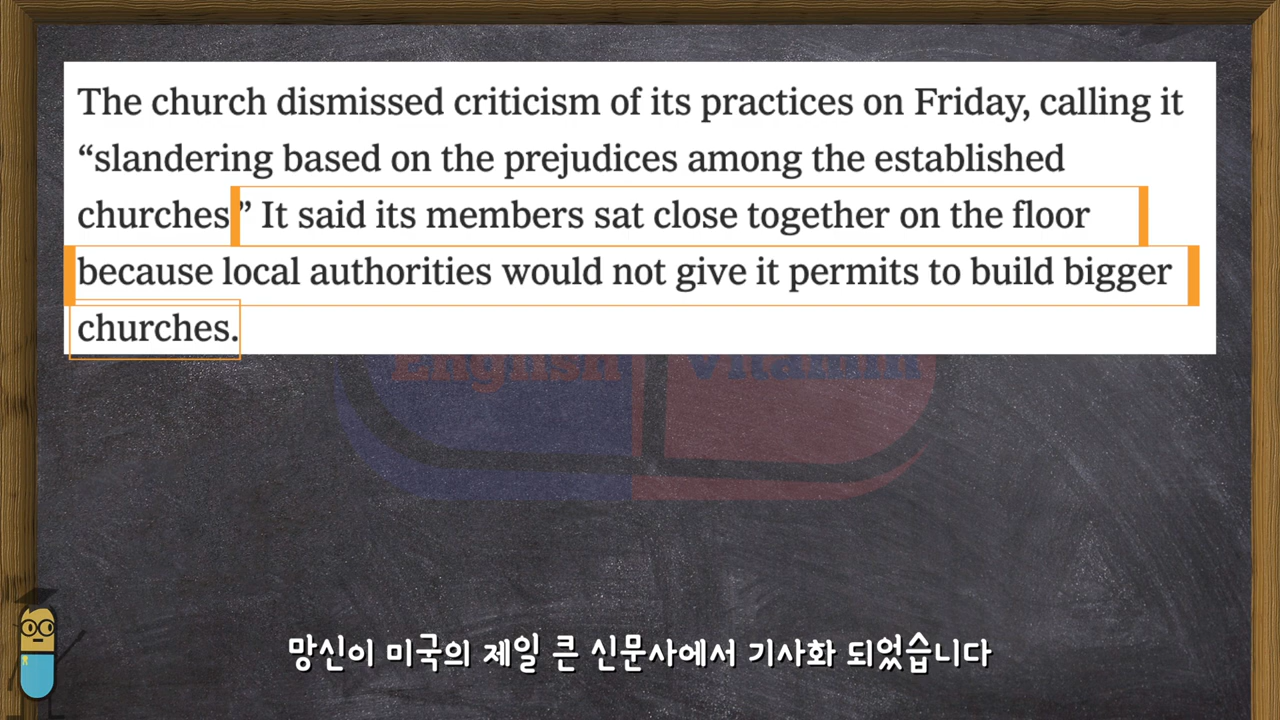 The church dismissed criticism of its practices on Friday, calling it
“slandering based on the prejudices among the established
churches.” It said its members sat close together on the floor
because local authorities would not give it permits to build bigger
churches.
English Vitamin
망신이 미국의 제일 큰 신문사에서 기사화 되었습니다